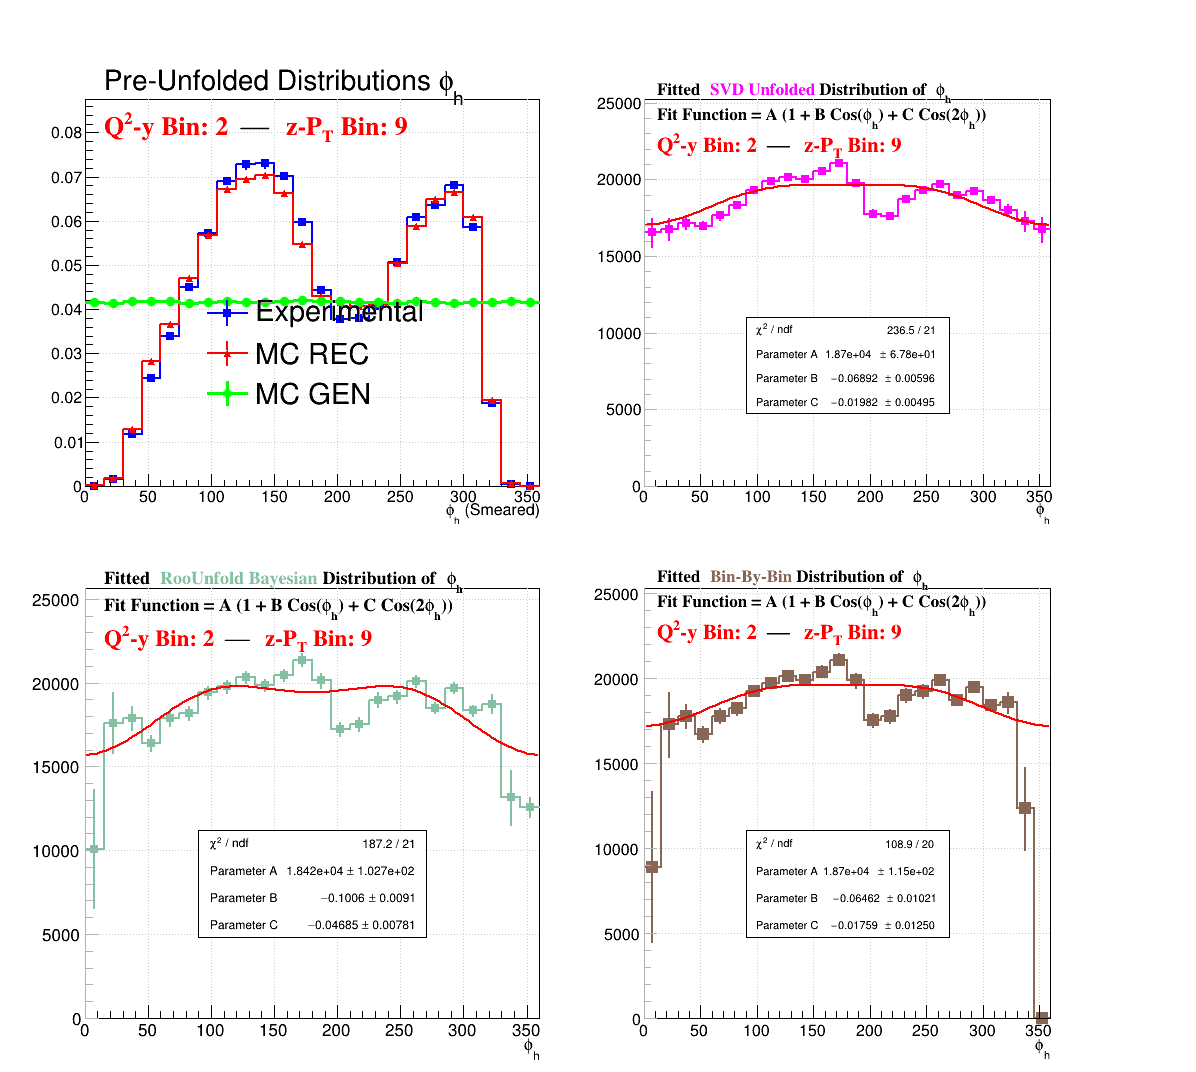 Pre-Unfolded Distributions ϕh
Q²-y Bin: 2 — z-PT Bin: 9
0.08
0.07
0.06
0.05
0.04
0.03
0.02
0.01
0
Experimental
MC REC
MC GEN
0 50 100 150 200 250 300 350
ϕh (Smeared)
Fitted SVD Unfolded Distribution of ϕh
Fit Function = A (1 + B Cos(ϕh) + C Cos(2ϕh))
Q²-y Bin: 2 — z-PT Bin: 9
25000
20000
15000
10000
5000
0
χ² / ndf 236.5 / 21
Parameter A 1.87e+04 ± 6.78e+01
Parameter B −0.06892 ± 0.00596
Parameter C −0.01982 ± 0.00495
0 50 100 150 200 250 300 350
ϕh
Fitted RooUnfold Bayesian Distribution of ϕh
Fit Function = A (1 + B Cos(ϕh) + C Cos(2ϕh))
Q²-y Bin: 2 — z-PT Bin: 9
25000
20000
15000
10000
5000
0
χ² / ndf 187.2 / 21
Parameter A 1.842e+04 ± 1.027e+02
Parameter B −0.1006 ± 0.0091
Parameter C −0.04685 ± 0.00781
0 50 100 150 200 250 300 350
ϕh
Fitted Bin-By-Bin Distribution of ϕh
Fit Function = A (1 + B Cos(ϕh) + C Cos(2ϕh))
Q²-y Bin: 2 — z-PT Bin: 9
25000
20000
15000
10000
5000
0
χ² / ndf 108.9 / 20
Parameter A 1.87e+04 ± 1.15e+02
Parameter B −0.06462 ± 0.01021
Parameter C −0.01759 ± 0.01250
0 50 100 150 200 250 300 350
ϕh